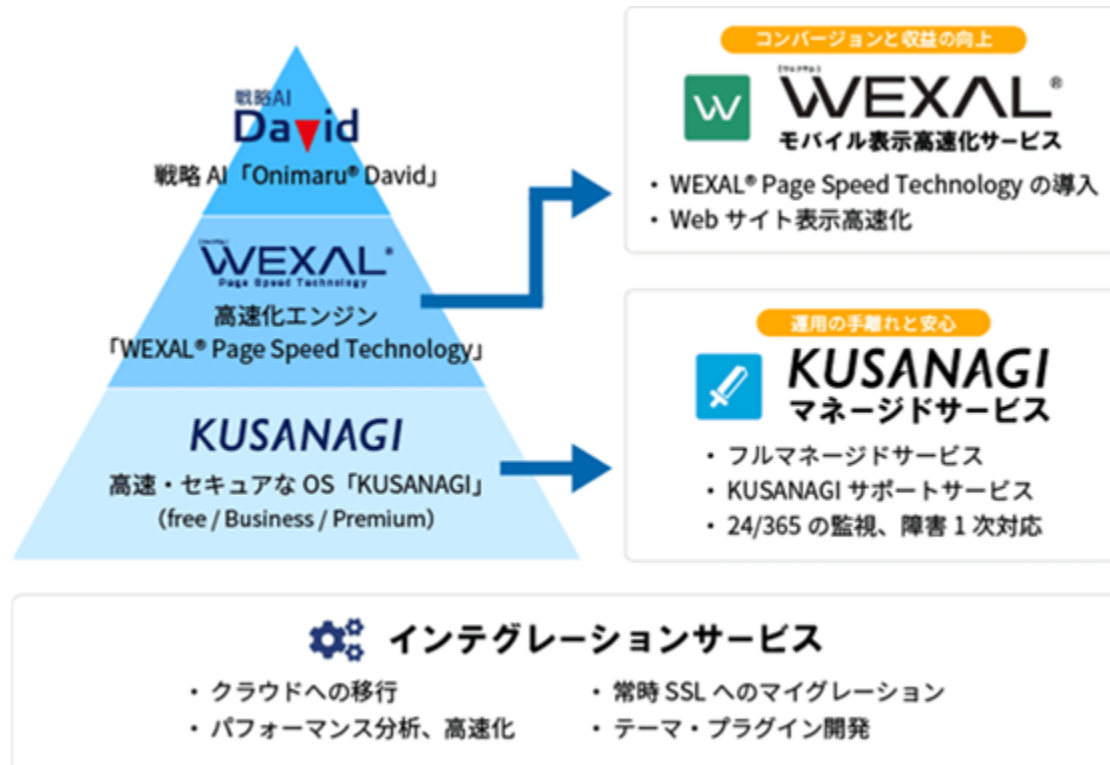 戦略AI
David
戦略 AI「Onimaru® David」
WEXAL®
Page Speed Technology
高速化エンジン
「WEXAL® Page Speed Technology」
KUSANAGI
高速・セキュアな OS「KUSANAGI」
（free / Business / Premium）
コンバージョンと収益の向上
W
WEXAL®
モバイル表示高速化サービス
・ WEXAL® Page Speed Technology の導入
・ Web サイト表示高速化
運用の手離れと安心
KUSANAGI
マネージドサービス
・ フルマネージドサービス
・ KUSANAGI サポートサービス
・ 24/365 の監視、障害 1 次対応
インテグレーションサービス
・ クラウドへの移行
・ パフォーマンス分析、高速化
・ 常時 SSL へのマイグレーション
・ テーマ・プラグイン開発